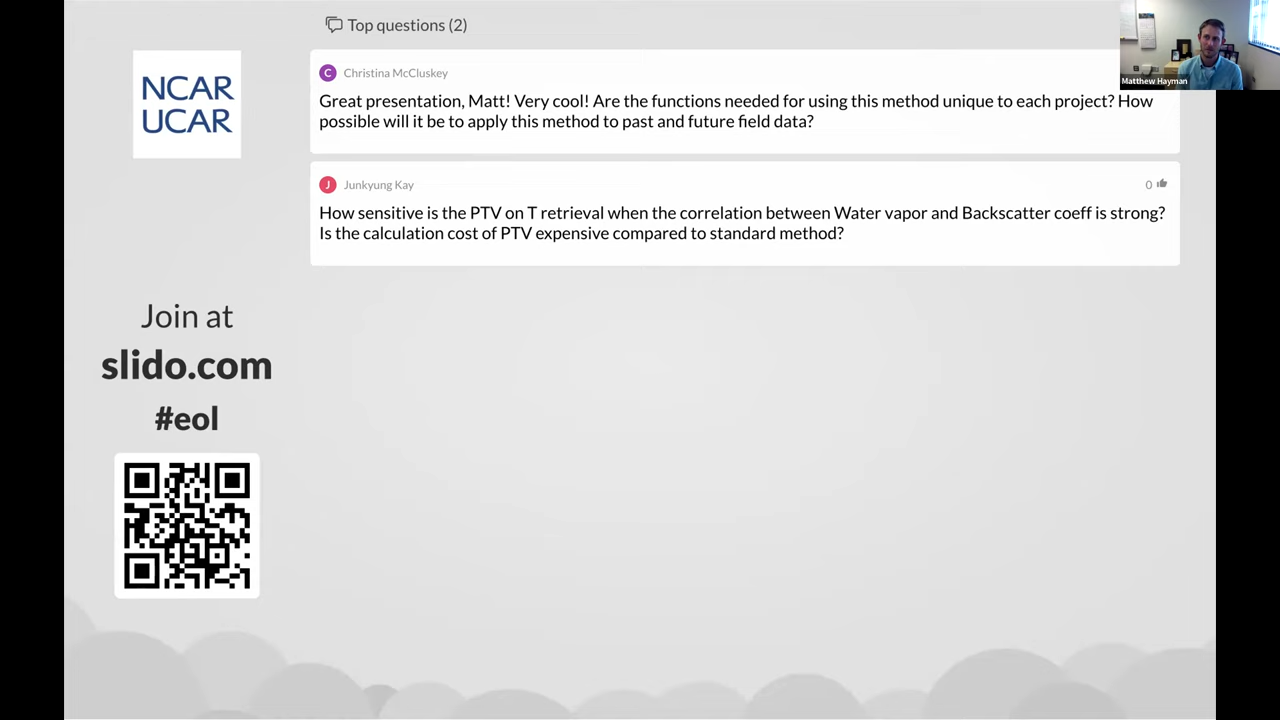 Top questions (2)
NCAR
UCAR
C
Christina McCluskey
Great presentation, Matt! Very cool! Are the functions needed for using this method unique to each project? How
possible will it be to apply this method to past and future field data?
Matthew Hayman
J
Junkyung Kay
0
How sensitive is the PTV on T retrieval when the correlation between Water vapor and Backscatter coeff is strong?
Is the calculation cost of PTV expensive compared to standard method?
Join at
slido.com
#eol